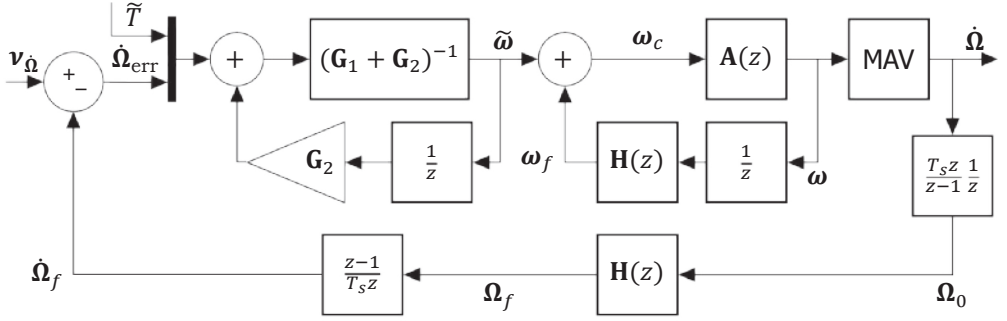 T̃
ν_Ω̇
+
−
Ω̇_err
+
(G₁ + G₂)⁻¹
ω̃
+
ω_c
A(z)
MAV
Ω̇
G₂
1/z
ω_f
H(z)
1/z
ω
T_s z/(z−1) 1/z
Ω̇_f
(z−1)/(T_s z)
Ω_f
H(z)
Ω₀